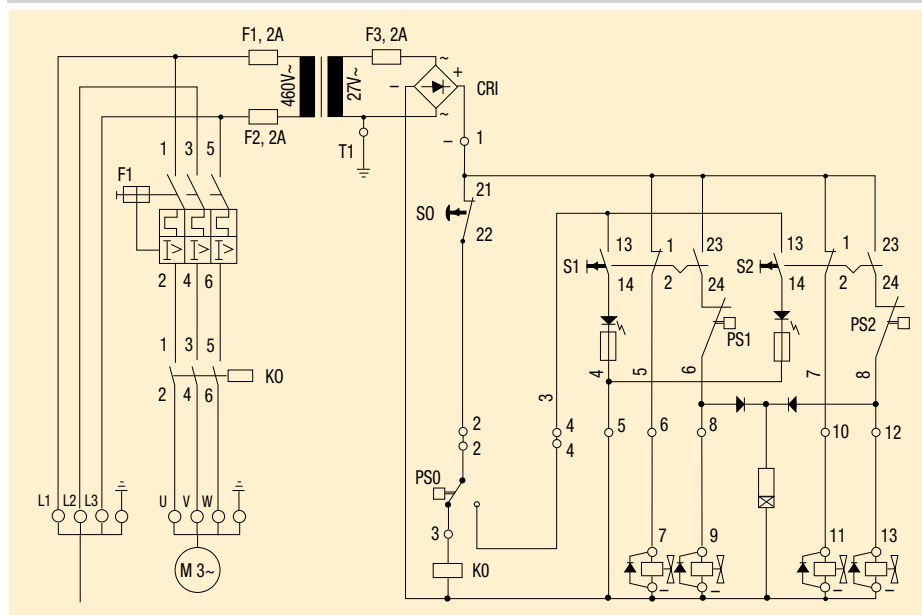 F1, 2A
F3, 2A
460V~
27V~
~
+
–
CRI
~
F2, 2A
T1
– 1
1 3 5
F1
I> I> I>
2 4 6
21
S0
22
13 1 23 13 1 23
S1 S2
14 2 24 14 2 24
PS1 PS2
1 3 5
K0
2 4 6
3 4 5 6 7 8
2 4 5 6 8 10 12
2 4
PS0
3
K0
L1 L2 L3 U V W
M 3~
7 9 11 13
– – – –